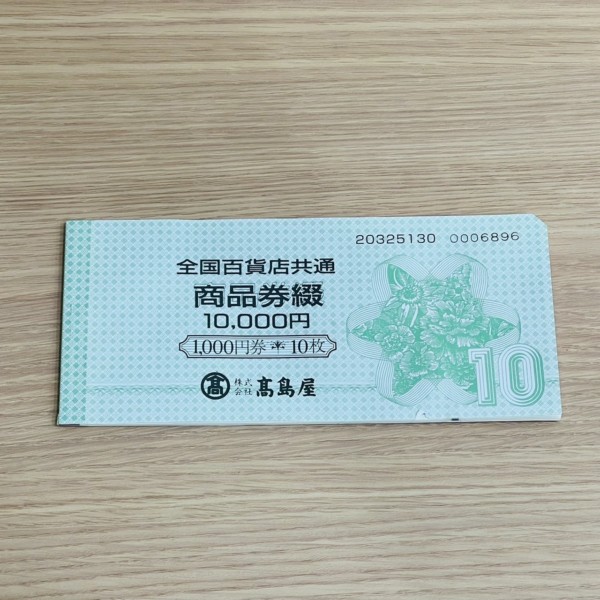 20325130 0006896
全国百貨店共通
商品券綴
10,000円
1,000円券 10枚
髙 株式会社 髙島屋
10